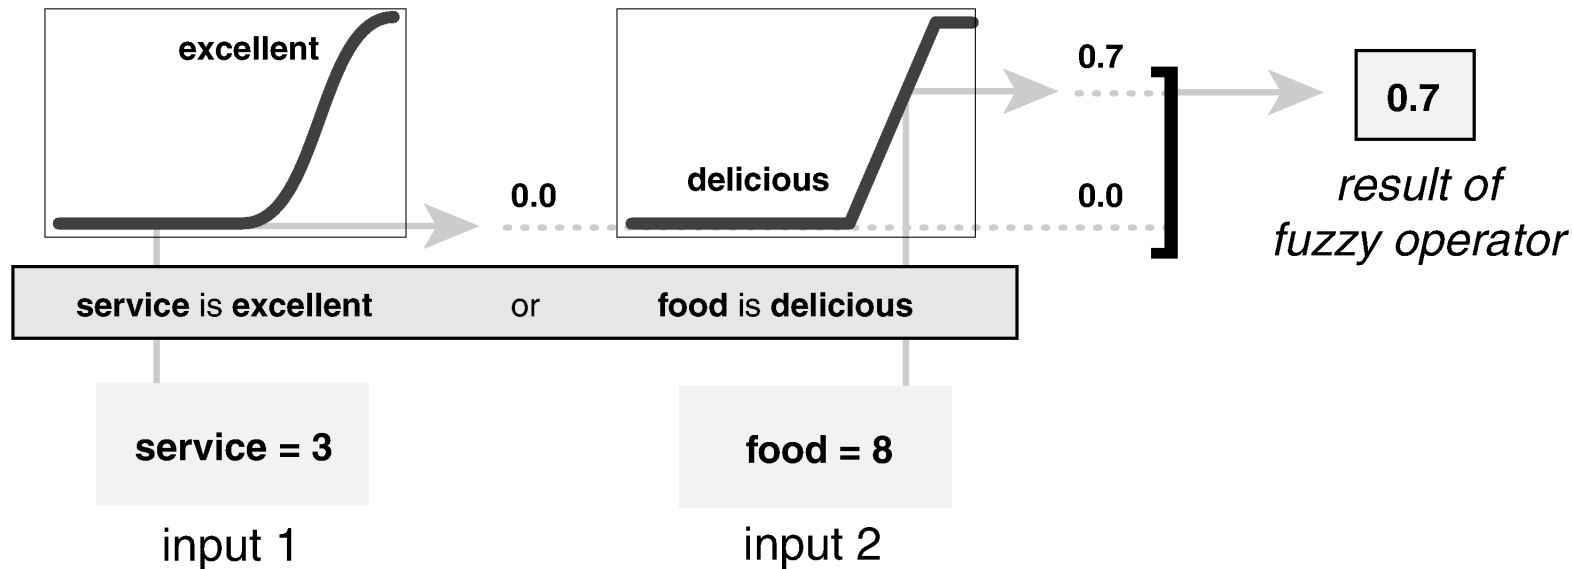 excellent
0.0
delicious
0.7
0.0
0.7
result of
fuzzy operator
service is excellent or food is delicious
service = 3
food = 8
input 1
input 2